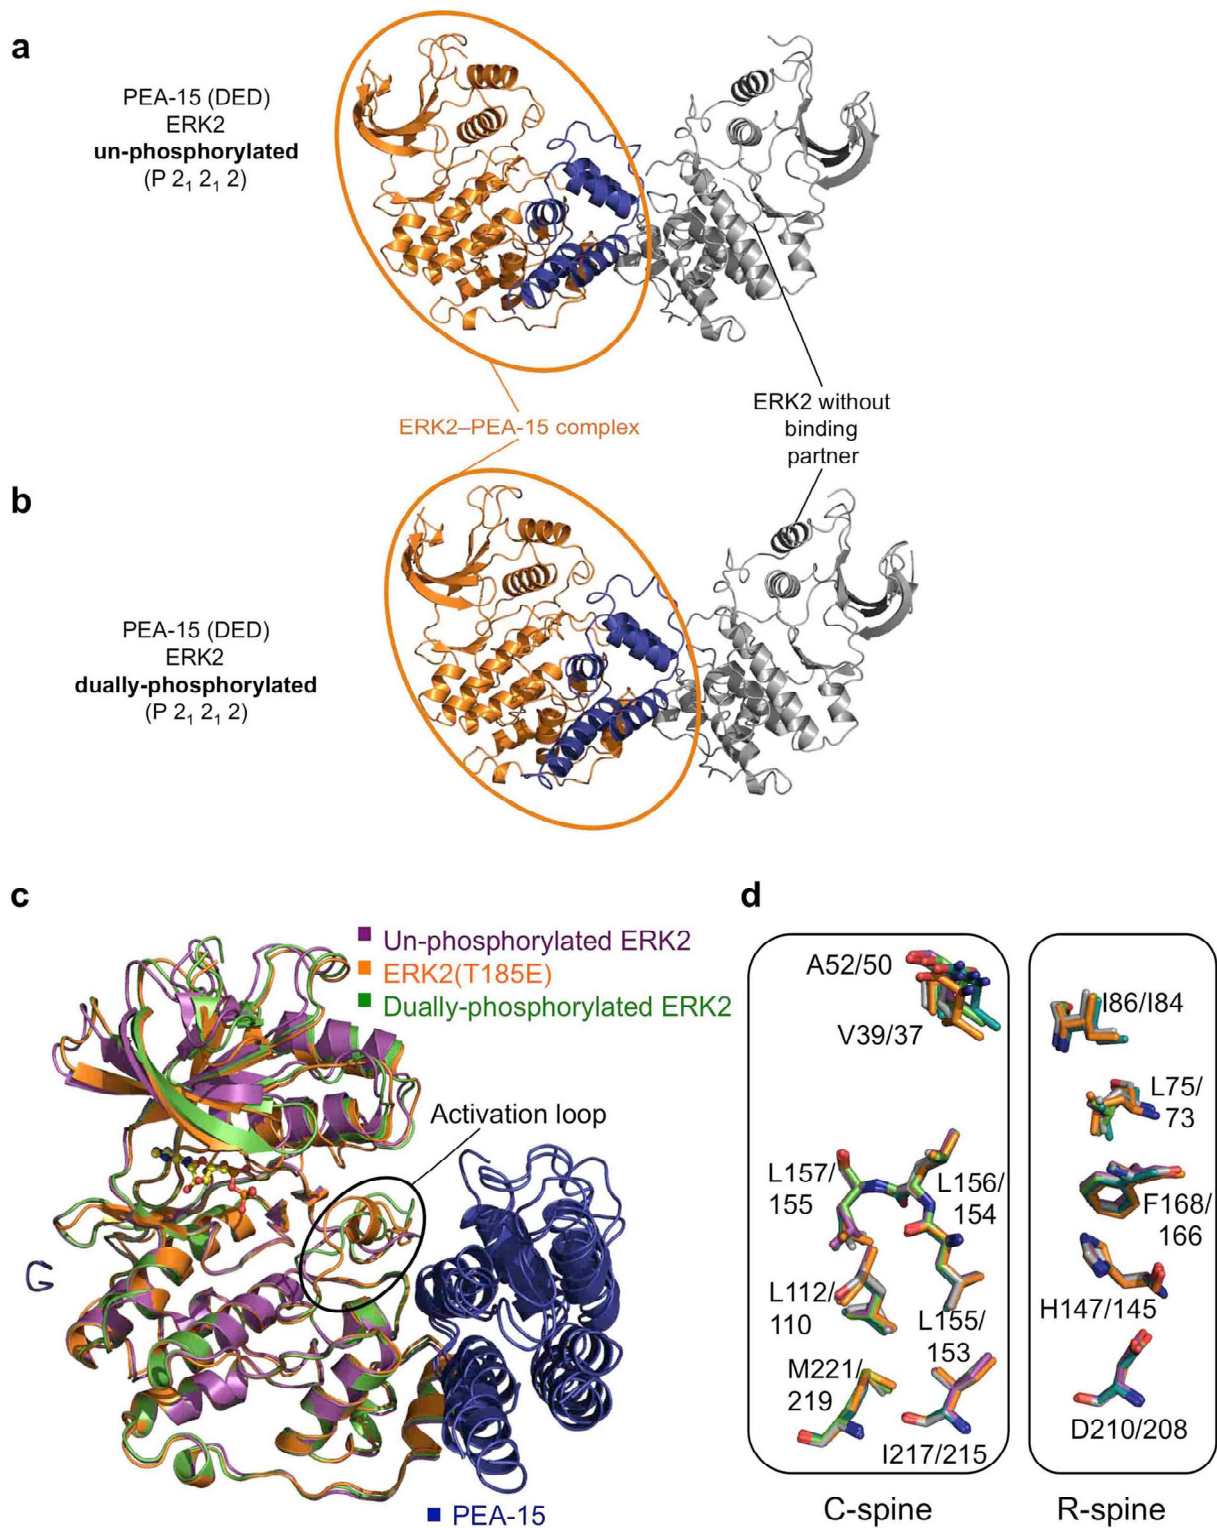 a
PEA-15 (DED)
ERK2
un-phosphorylated
(P 2₁ 2₁ 2)
ERK2–PEA-15 complex
ERK2 without
binding
partner
b
PEA-15 (DED)
ERK2
dually-phosphorylated
(P 2₁ 2₁ 2)
c
Un-phosphorylated ERK2
ERK2(T185E)
Dually-phosphorylated ERK2
Activation loop
PEA-15
d
A52/50
V39/37
L157/
155
L156/
154
L112/
110
L155/
153
M221/
219
I217/215
C-spine
I86/I84
L75/
73
F168/
166
H147/145
D210/208
R-spine